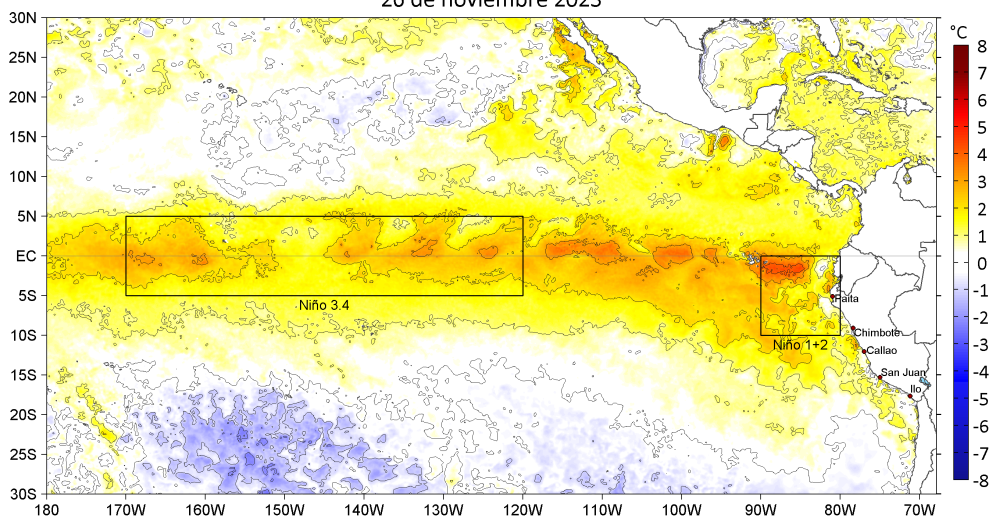 26 de noviembre 2023
°C
30N
25N
20N
15N
10N
5N
EC
5S
10S
15S
20S
25S
30S
180
170W
160W
150W
140W
130W
120W
110W
100W
90W
80W
70W
Niño 3.4
Niño 1+2
Paita
Chimbote
Callao
San Juan
Ilo
8
7
6
5
4
3
2
1
0
-1
-2
-3
-4
-5
-6
-7
-8